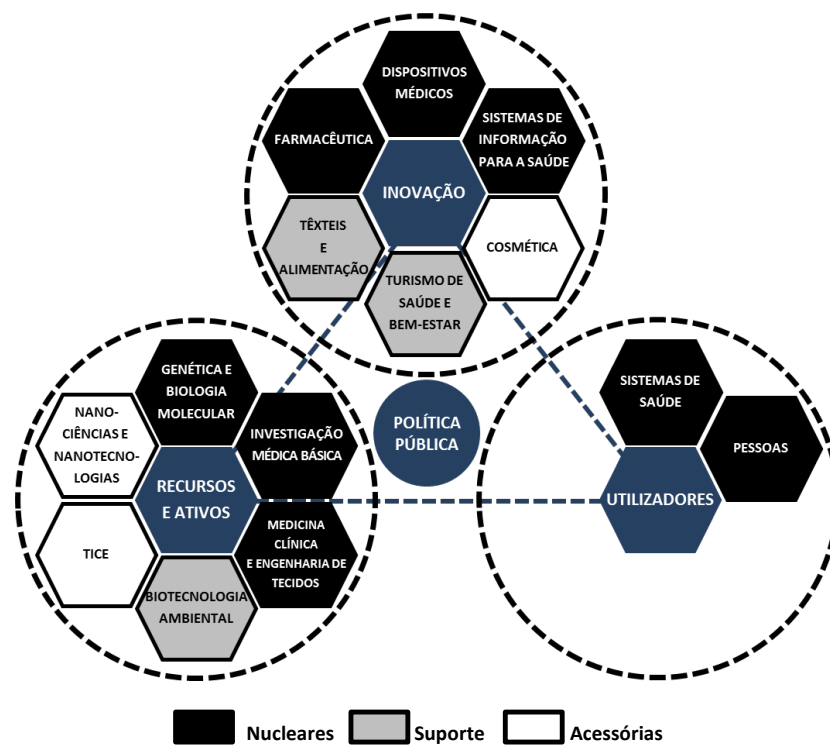 DISPOSITIVOS
MÉDICOS
FARMACÊUTICA
SISTEMAS DE
INFORMAÇÃO
PARA A SAÚDE
INOVAÇÃO
TÊXTEIS
E
ALIMENTAÇÃO
COSMÉTICA
TURISMO DE
SAÚDE E
BEM-ESTAR
GENÉTICA E
BIOLOGIA
MOLECULAR
NANO-
CIÊNCIAS E
NANOTECNO-
LOGIAS
INVESTIGAÇÃO
MÉDICA BÁSICA
RECURSOS
E ATIVOS
TICE
MEDICINA
CLÍNICA
E ENGENHARIA DE
TECIDOS
BIOTECNOLOGIA
AMBIENTAL
POLÍTICA
PÚBLICA
SISTEMAS DE
SAÚDE
PESSOAS
UTILIZADORES
Nucleares
Suporte
Acessórias